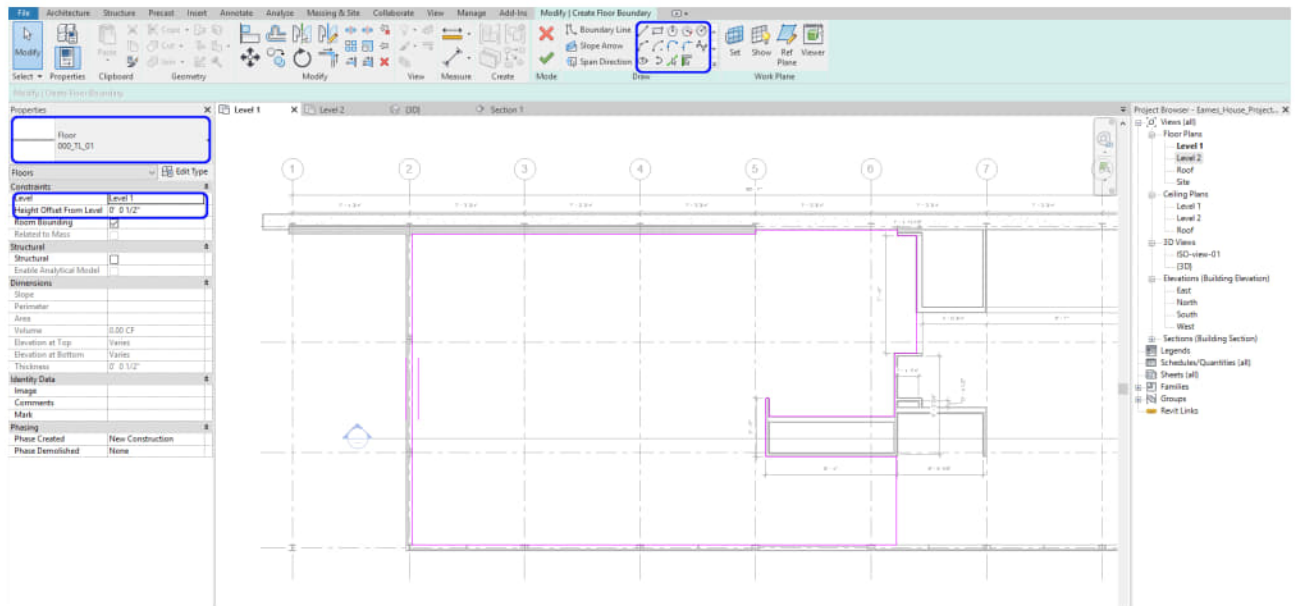 File Architecture Structure Precast Insert Annotate Analyze Massing & Site Collaborate View Manage Add-Ins Modify | Create Floor Boundary
Modify
Paste
Cut
Join
Boundary Line
Slope Arrow
Span Direction
Set Show Ref Plane Viewer
Select Properties Clipboard Geometry Modify View Measure Create Mode Draw Work Plane
Modify | Create Floor Boundary
Properties
Floor
000_TL_01
Floors
Edit Type
Constraints
Level Level 1
Height Offset From Level 0' 0 1/2"
Room Bounding
Related to Mass
Structural
Structural
Enable Analytical Model
Dimensions
Slope
Perimeter
Area
Volume 0.00 CF
Elevation at Top Varies
Elevation at Bottom Varies
Thickness 0' 0 1/2"
Identity Data
Image
Comments
Mark
Phasing
Phase Created New Construction
Phase Demolished None
Level 1 Level 2 {3D} Section 1
1 2 3 4 5 6 7
Project Browser - Eames_House_Project...
Views (all)
Floor Plans
Level 1
Level 2
Roof
Site
Ceiling Plans
Level 1
Level 2
Roof
3D Views
ISO-view-01
{3D}
Elevations (Building Elevation)
East
North
South
West
Sections (Building Section)
Legends
Schedules/Quantities (all)
Sheets (all)
Families
Groups
Revit Links